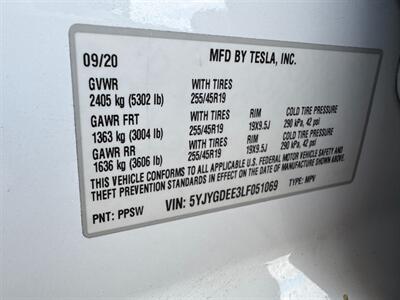 09/20 MFD BY TESLA, INC.
GVWR WITH TIRES
2405 kg (5302 lb) 255/45R19
GAWR FRT WITH TIRES RIM COLD TIRE PRESSURE
1363 kg (3004 lb) 255/45R19 19X9.5J 290 kPa, 42 psi
GAWR RR WITH TIRES RIM COLD TIRE PRESSURE
1636 kg (3606 lb) 255/45R19 19X9.5J 290 kPa, 42 psi
THIS VEHICLE CONFORMS TO ALL APPLICABLE U.S. FEDERAL MOTOR VEHICLE SAFETY AND
THEFT PREVENTION STANDARDS IN EFFECT ON THE DATE OF MANUFACTURE SHOWN ABOVE.
PNT: PPSW VIN: 5YJYGDEE3LF051069 TYPE: MPV